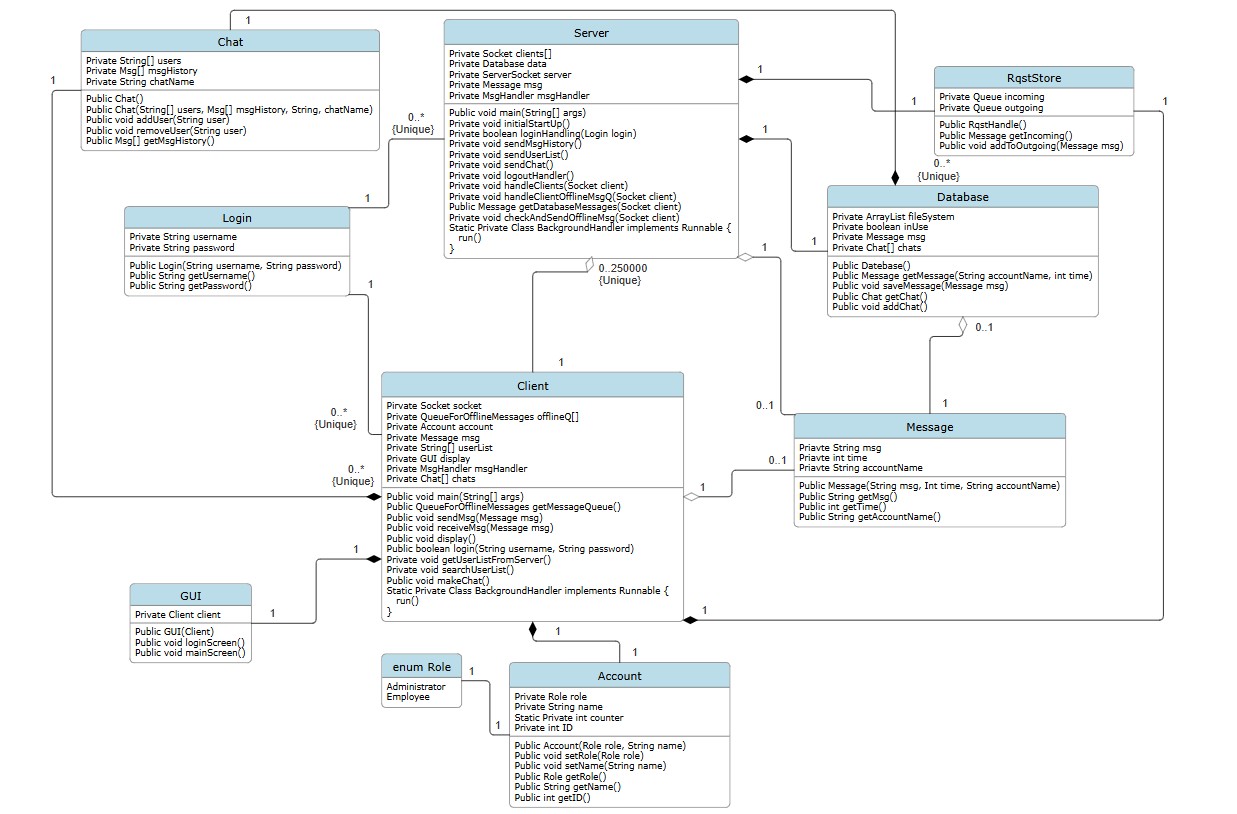 1
Chat
Private String[] users
Private Msg[] msgHistory
Private String chatName
Public Chat()
Public Chat(String[] users, Msg[] msgHistory, String, chatName)
Public void addUser(String user)
Public void removeUser(String user)
Public Msg[] getMsgHistory()
1
Server
Private Socket clients[]
Private Database data
Private ServerSocket server
Private Message msg
Private MsgHandler msgHandler
Public void main(String[] args)
Private void initialStartUp()
Private boolean loginHandling(Login login)
Private void sendMsgHistory()
Private void sendUserList()
Private void sendChat()
Private void logoutHandler()
Private void handleClients(Socket client)
Private void handleClientOfflineMsgQ(Socket client)
Public Message getDatabaseMessages(Socket client)
Private void checkAndSendOfflineMsg(Socket client)
Static Private Class BackgroundHandler implements Runnable {
run()
}
1
1
RqstStore
Private Queue incoming
Private Queue outgoing
Public RqstHandle()
Public Message getIncoming()
Public void addToOutgoing(Message msg)
1
0..*
{Unique}
1
1
0..*
{Unique}
Database
Private ArrayList fileSystem
Private boolean inUse
Private Message msg
Private Chat[] chats
Public Datebase()
Public Message getMessage(String accountName, int time)
Public void saveMessage(Message msg)
Public Chat getChat()
Public void addChat()
1
Login
Private String username
Private String password
Public Login(String username, String password)
Public String getUsername()
Public String getPassword()
1
1
0..250000
{Unique}
1
0..1
1
0..1
1
Client
Pirvate Socket socket
Private QueueForOfflineMessages offlineQ[]
Private Account account
Private Message msg
Private String[] userList
Private GUI display
Private MsgHandler msgHandler
Private Chat[] chats
Public void main(String[] args)
Public QueueForOfflineMessages getMessageQueue()
Public void sendMsg(Message msg)
Public void receiveMsg(Message msg)
Public void display()
Public boolean login(String username, String password)
Private void getUserListFromServer()
Private void searchUserList()
Public void makeChat()
Static Private Class BackgroundHandler implements Runnable {
run()
}
0..*
{Unique}
0..*
{Unique}
Message
Priavte String msg
Priavte int time
Priavte String accountName
Public Message(String msg, Int time, String accountName)
Public String getMsg()
Public int getTime()
Public String getAccountName()
0..1
1
1
1
GUI
Private Client client
Public GUI(Client)
Public void loginScreen()
Public void mainScreen()
1
1
1
enum Role
Administrator
Employee
1
1
Account
Private Role role
Private String name
Static Private int counter
Private int ID
Public Account(Role role, String name)
Public void setRole(Role role)
Public void setName(String name)
Public Role getRole()
Public String getName()
Public int getID()